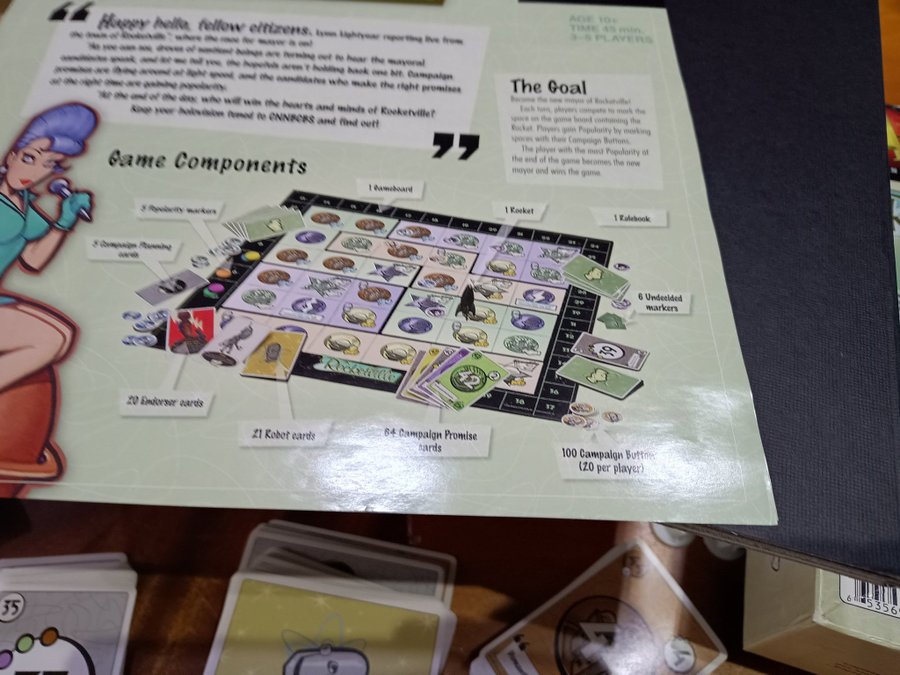 AGE 10+
TIME 45 min.
3–5 PLAYERS
“ Happy hello, fellow citizens, Lynn Lightyear reporting live from
the town of Rocketville™, where the race for mayor is on!
"As you can see, droves of sentient beings are turning out to hear the mayoral
candidates speak, and let me tell you, the hopefuls aren't holding back one bit. Campaign
promises are flying around at light speed, and the candidates who make the right promises
at the right time are gaining popularity.
"At the end of the day, who will win the hearts and minds of Rocketville?
Keep your holovision tuned to CNNBCBS and find out!
”
The Goal
Become the new mayor of Rocketville!
Each turn, players compete to mark the
space on the game board containing the
Rocket. Players gain Popularity by marking
spaces with their Campaign Buttons.
The player with the most Popularity at
the end of the game becomes the new
mayor and wins the game.
Game Components
1 Gameboard
5 Popularity markers
1 Rocket
1 Rulebook
5 Campaign Planning
cards
6 Undecided
markers
Rocketville
20 Endorser cards
21 Robot cards
64 Campaign Promise
cards
100 Campaign Button
(20 per player)
39
42
35
6 5356